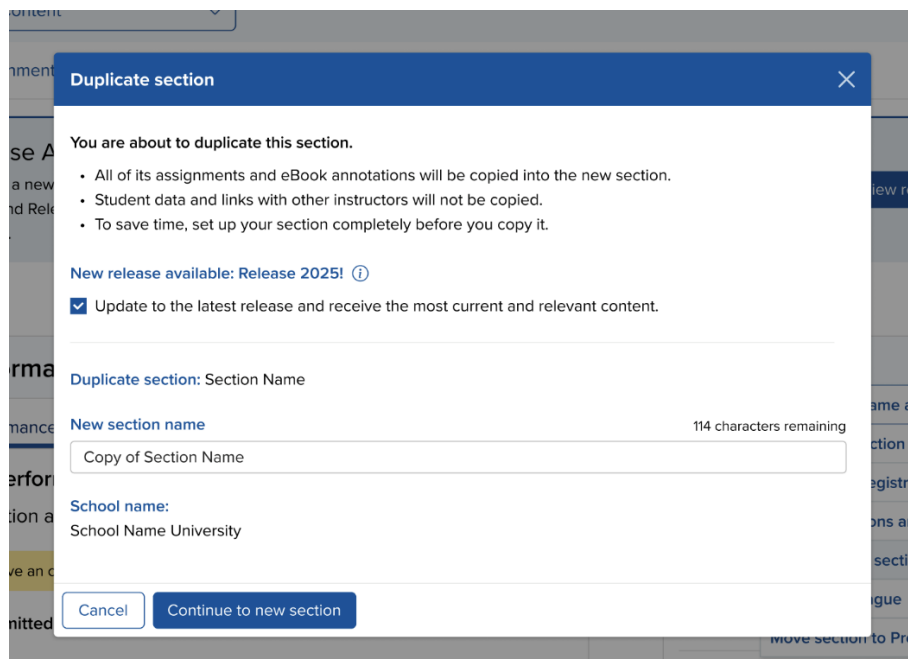 Duplicate section
You are about to duplicate this section.
• All of its assignments and eBook annotations will be copied into the new section.
• Student data and links with other instructors will not be copied.
• To save time, set up your section completely before you copy it.
New release available: Release 2025!
Update to the latest release and receive the most current and relevant content.
Duplicate section: Section Name
New section name
114 characters remaining
Copy of Section Name
School name:
School Name University
Cancel
Continue to new section
Move section to